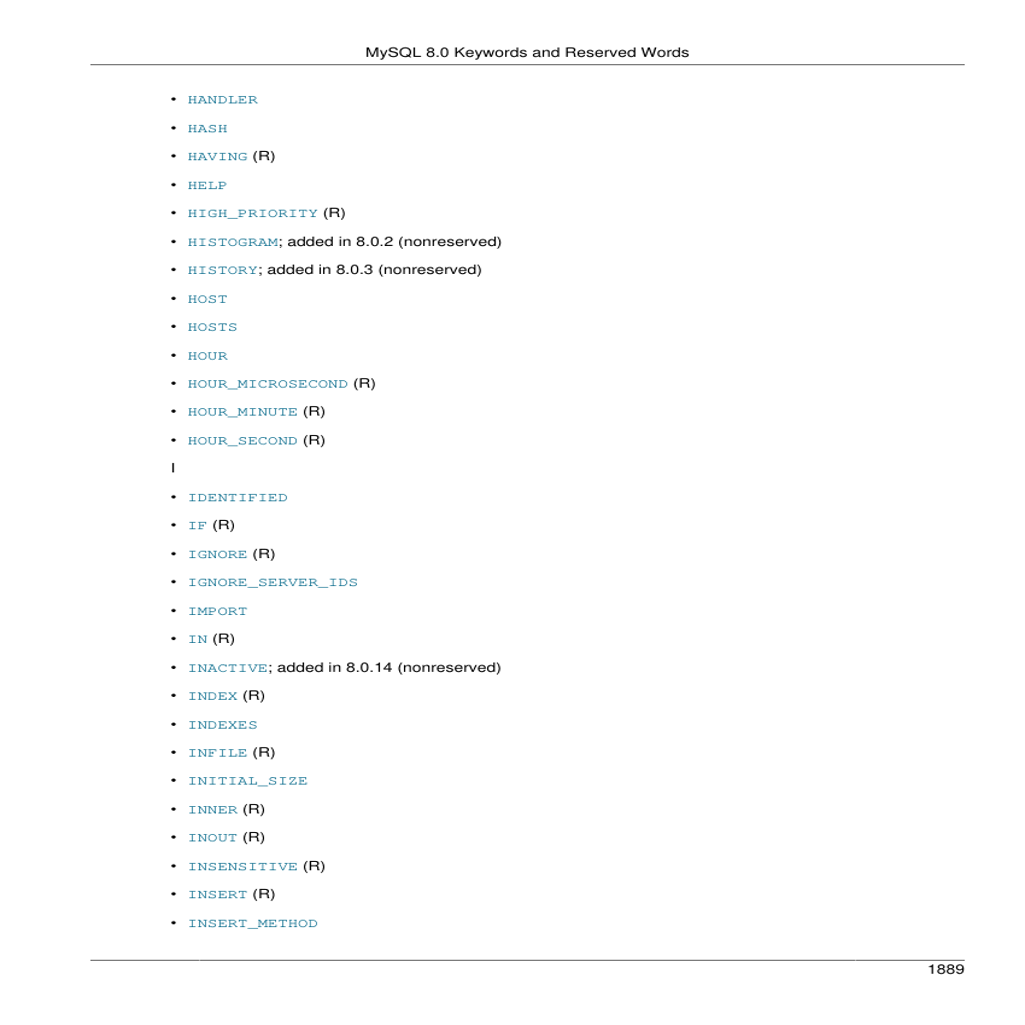 MySQL 8.0 Keywords and Reserved Words
• HANDLER
• HASH
• HAVING (R)
• HELP
• HIGH_PRIORITY (R)
• HISTOGRAM; added in 8.0.2 (nonreserved)
• HISTORY; added in 8.0.3 (nonreserved)
• HOST
• HOSTS
• HOUR
• HOUR_MICROSECOND (R)
• HOUR_MINUTE (R)
• HOUR_SECOND (R)
I
• IDENTIFIED
• IF (R)
• IGNORE (R)
• IGNORE_SERVER_IDS
• IMPORT
• IN (R)
• INACTIVE; added in 8.0.14 (nonreserved)
• INDEX (R)
• INDEXES
• INFILE (R)
• INITIAL_SIZE
• INNER (R)
• INOUT (R)
• INSENSITIVE (R)
• INSERT (R)
• INSERT_METHOD
1889